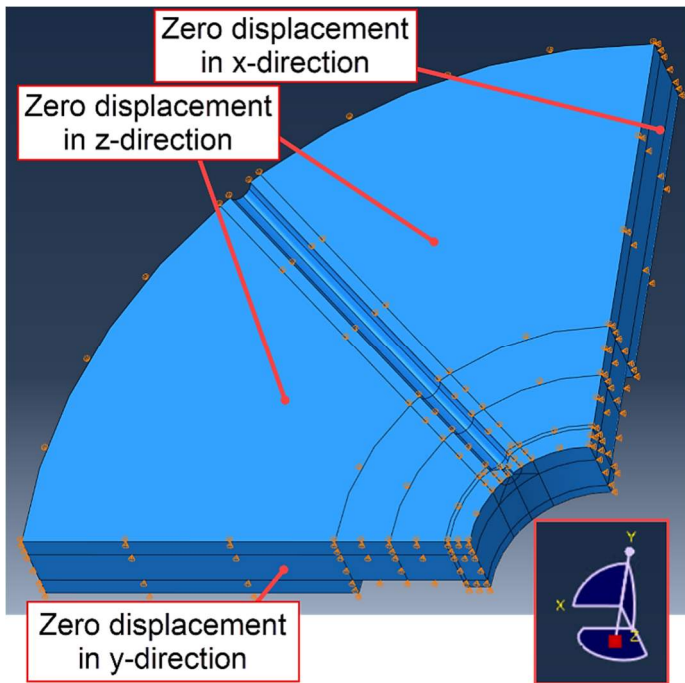 Zero displacement
in x-direction
Zero displacement
in z-direction
Zero displacement
in y-direction
Y
X
Z